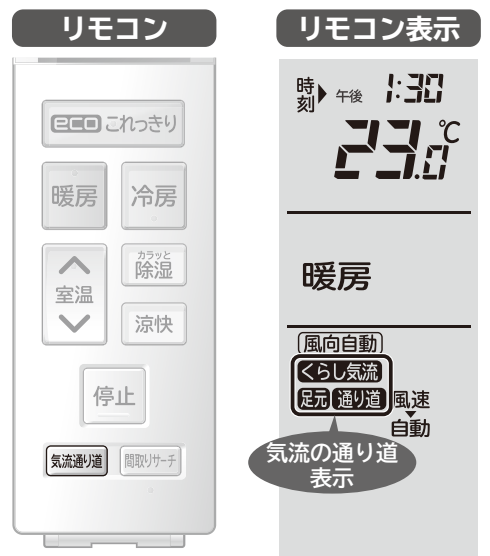 リモコン
eco これっきり
暖房
冷房
室温
カラッと
除湿
涼快
停止
気流通り道
間取りサーチ
リモコン表示
時刻
午後 1:30
23.0℃
暖房
風向自動
くらし気流
足元 通り道
風速
自動
気流の通り道
表示